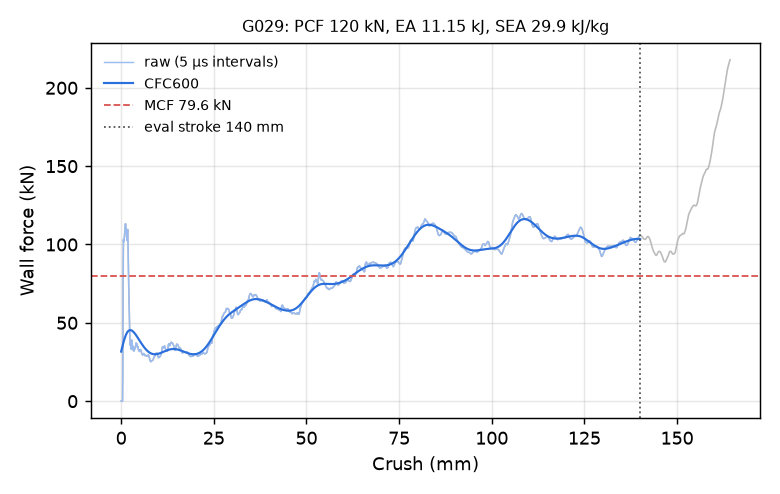 G029: PCF 120 kN, EA 11.15 kJ, SEA 29.9 kJ/kg
raw (5 µs intervals)
CFC600
MCF 79.6 kN
eval stroke 140 mm
Wall force (kN)
200
150
100
50
0
0 25 50 75 100 125 150
Crush (mm)